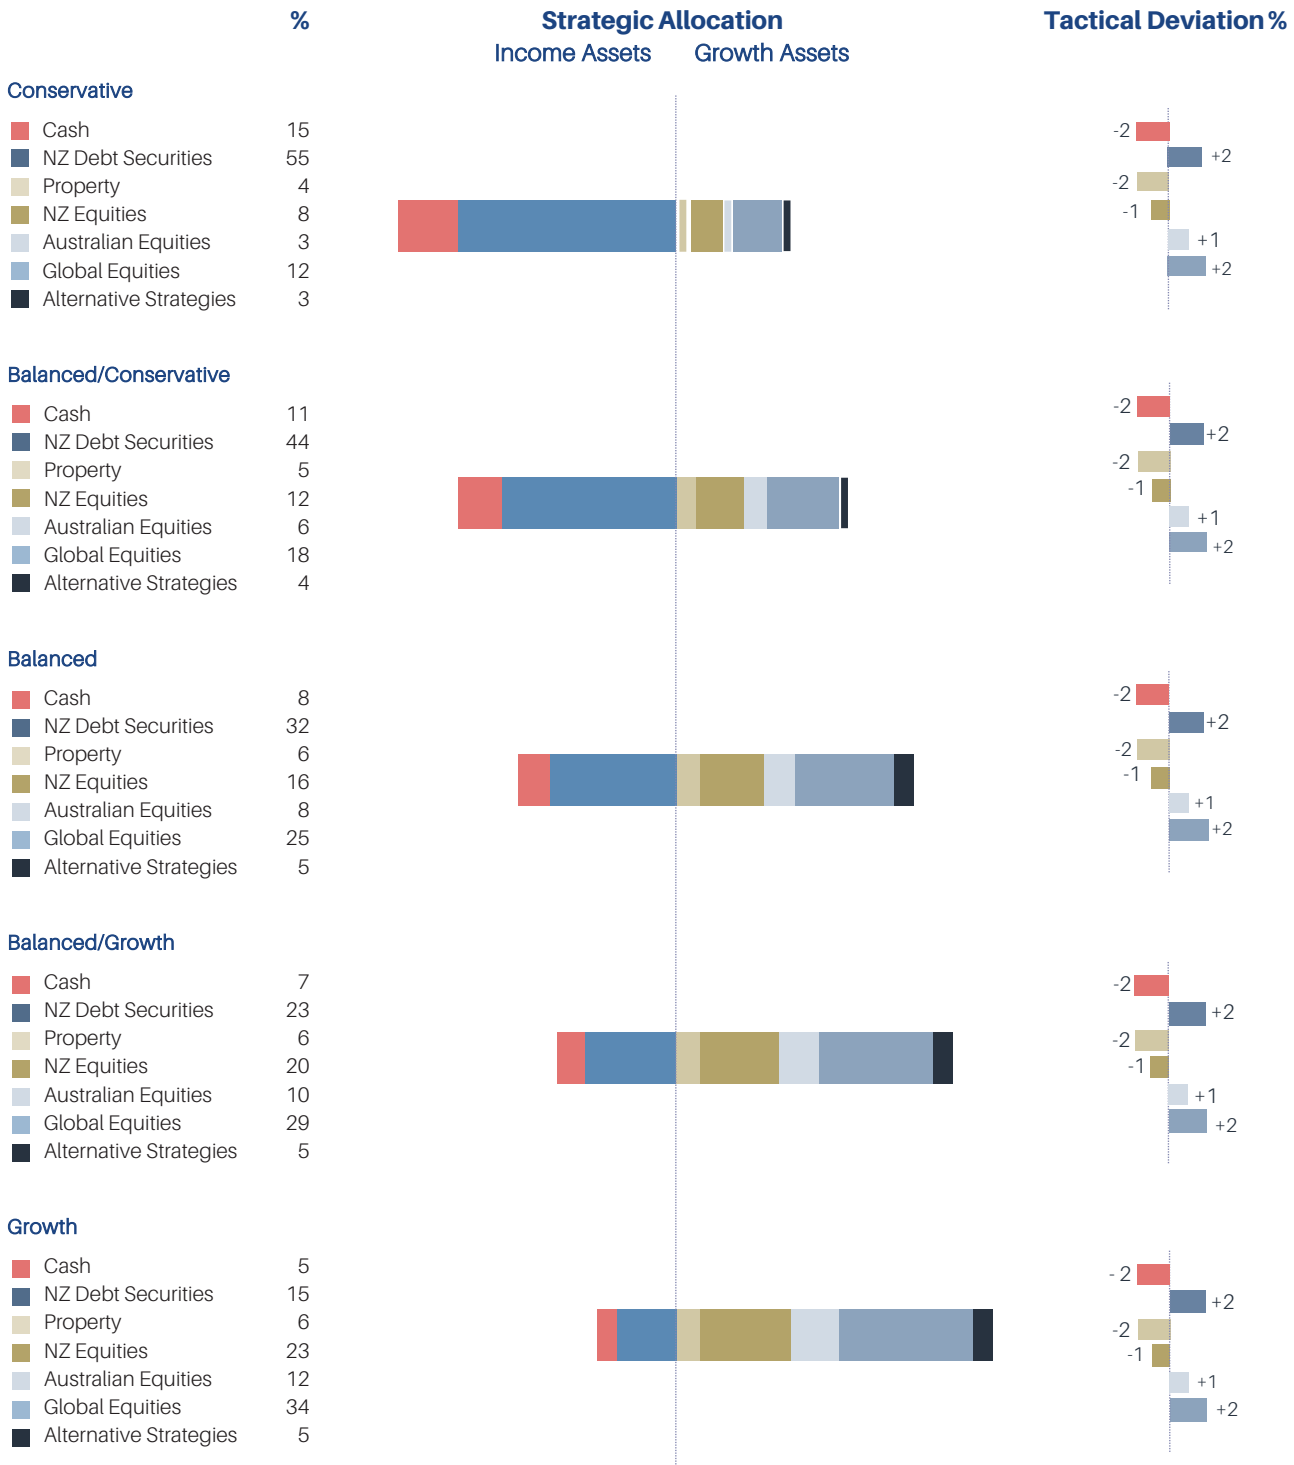 % Strategic Allocation Tactical Deviation %
Income Assets Growth Assets
Conservative
Cash 15 -2
NZ Debt Securities 55 +2
Property 4 -2
NZ Equities 8 -1
Australian Equities 3 +1
Global Equities 12 +2
Alternative Strategies 3
Balanced/Conservative
Cash 11 -2
NZ Debt Securities 44 +2
Property 5 -2
NZ Equities 12 -1
Australian Equities 6 +1
Global Equities 18 +2
Alternative Strategies 4
Balanced
Cash 8 -2
NZ Debt Securities 32 +2
Property 6 -2
NZ Equities 16 -1
Australian Equities 8 +1
Global Equities 25 +2
Alternative Strategies 5
Balanced/Growth
Cash 7 -2
NZ Debt Securities 23 +2
Property 6 -2
NZ Equities 20 -1
Australian Equities 10 +1
Global Equities 29 +2
Alternative Strategies 5
Growth
Cash 5 - 2
NZ Debt Securities 15 +2
Property 6 -2
NZ Equities 23 -1
Australian Equities 12 +1
Global Equities 34 +2
Alternative Strategies 5